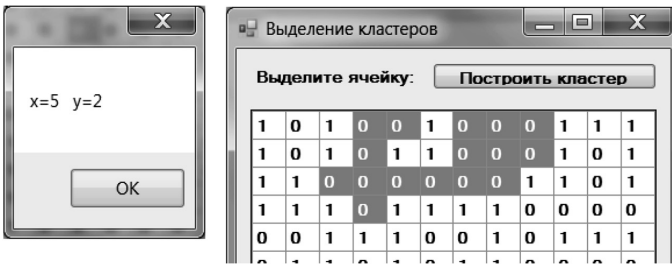 x=5 y=2
OK
Выделение кластеров
Выделите ячейку: Построить кластер
1 0 1 0 0 1 0 0 0 1 1 1
1 0 1 0 1 1 0 0 0 1 0 1
1 1 0 0 0 0 0 0 1 1 0 1
1 1 1 0 1 1 1 1 0 0 0 0
0 0 1 1 1 0 0 1 0 1 1 1